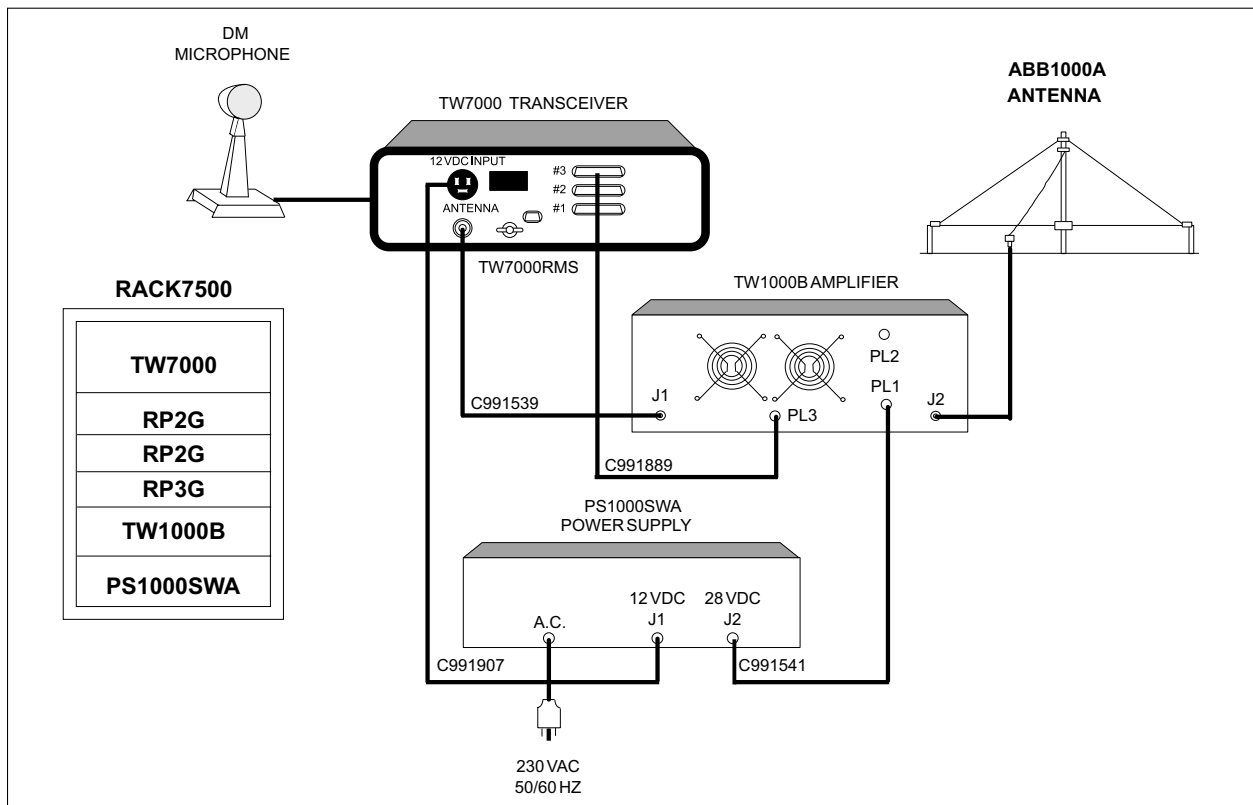 DM
MICROPHONE
TW7000 TRANSCEIVER
ABB1000A
ANTENNA
12 VDC INPUT
#3
#2
#1
ANTENNA
TW7000RMS
RACK7500
TW7000
RP2G
RP2G
RP3G
TW1000B
PS1000SWA
TW1000B AMPLIFIER
PL2
PL1
J1
J2
PL3
C991539
C991889
PS1000SWA
POWER SUPPLY
12 VDC
28 VDC
A.C.
J1
J2
C991907
C991541
230 VAC
50/60 HZ